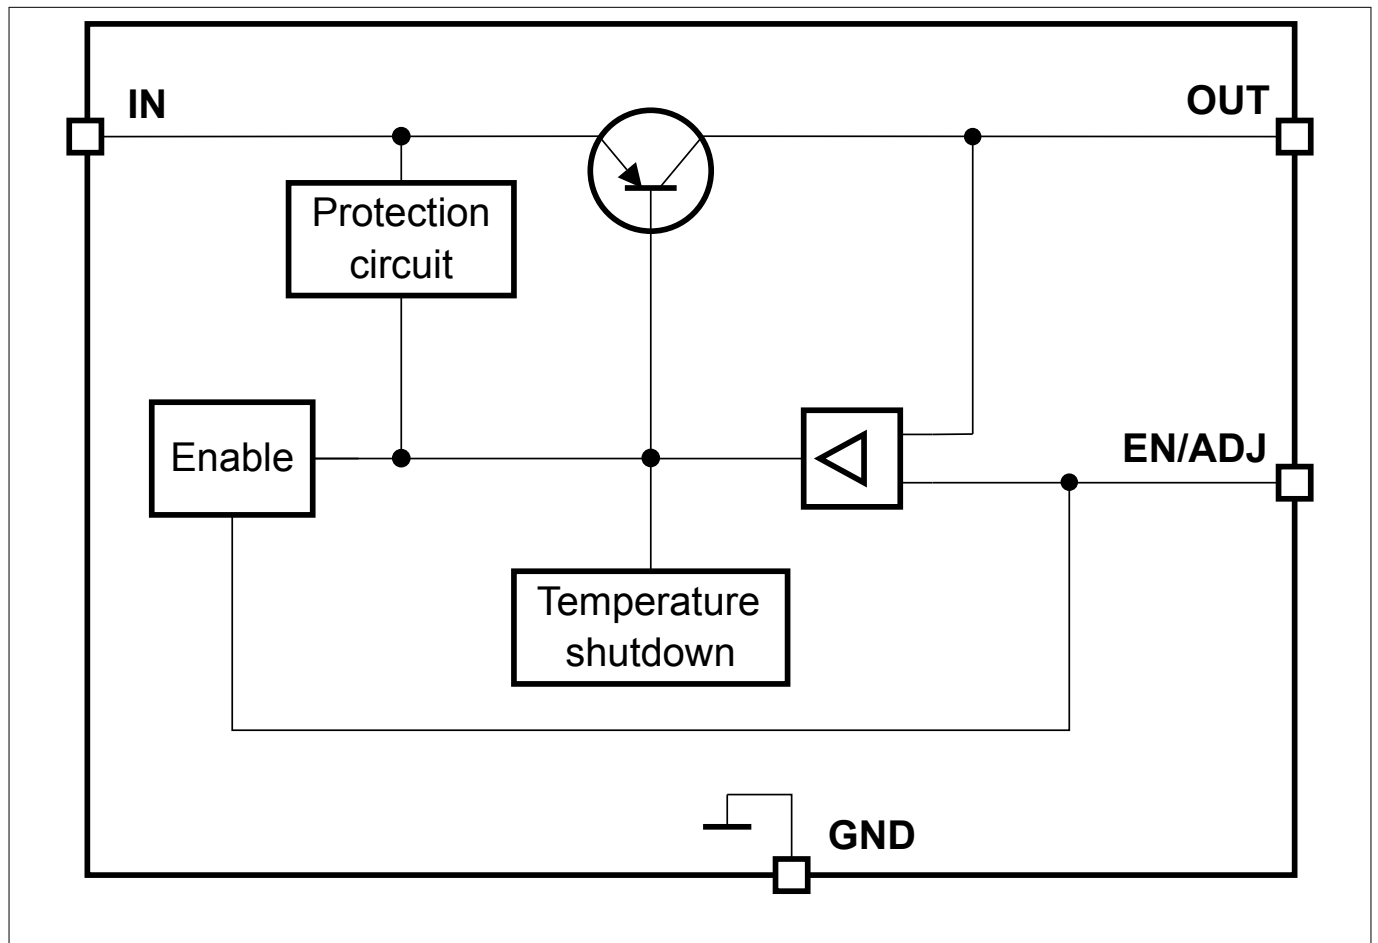 IN
OUT
Protection
circuit
Enable
EN/ADJ
Temperature
shutdown
GND